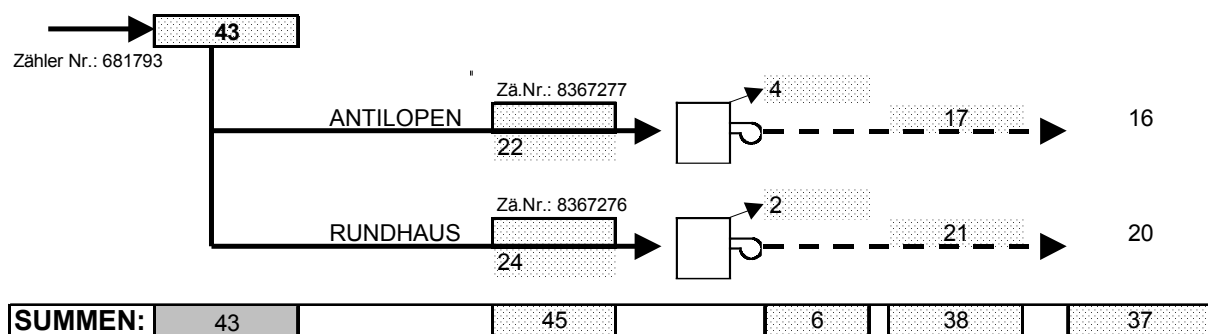 43
Zähler Nr.: 681793
"
Zä.Nr.: 8367277 4
ANTILOPEN 17 16
22
Zä.Nr.: 8367276 2
RUNDHAUS 21 20
24
SUMMEN: 43 45 6 38 37